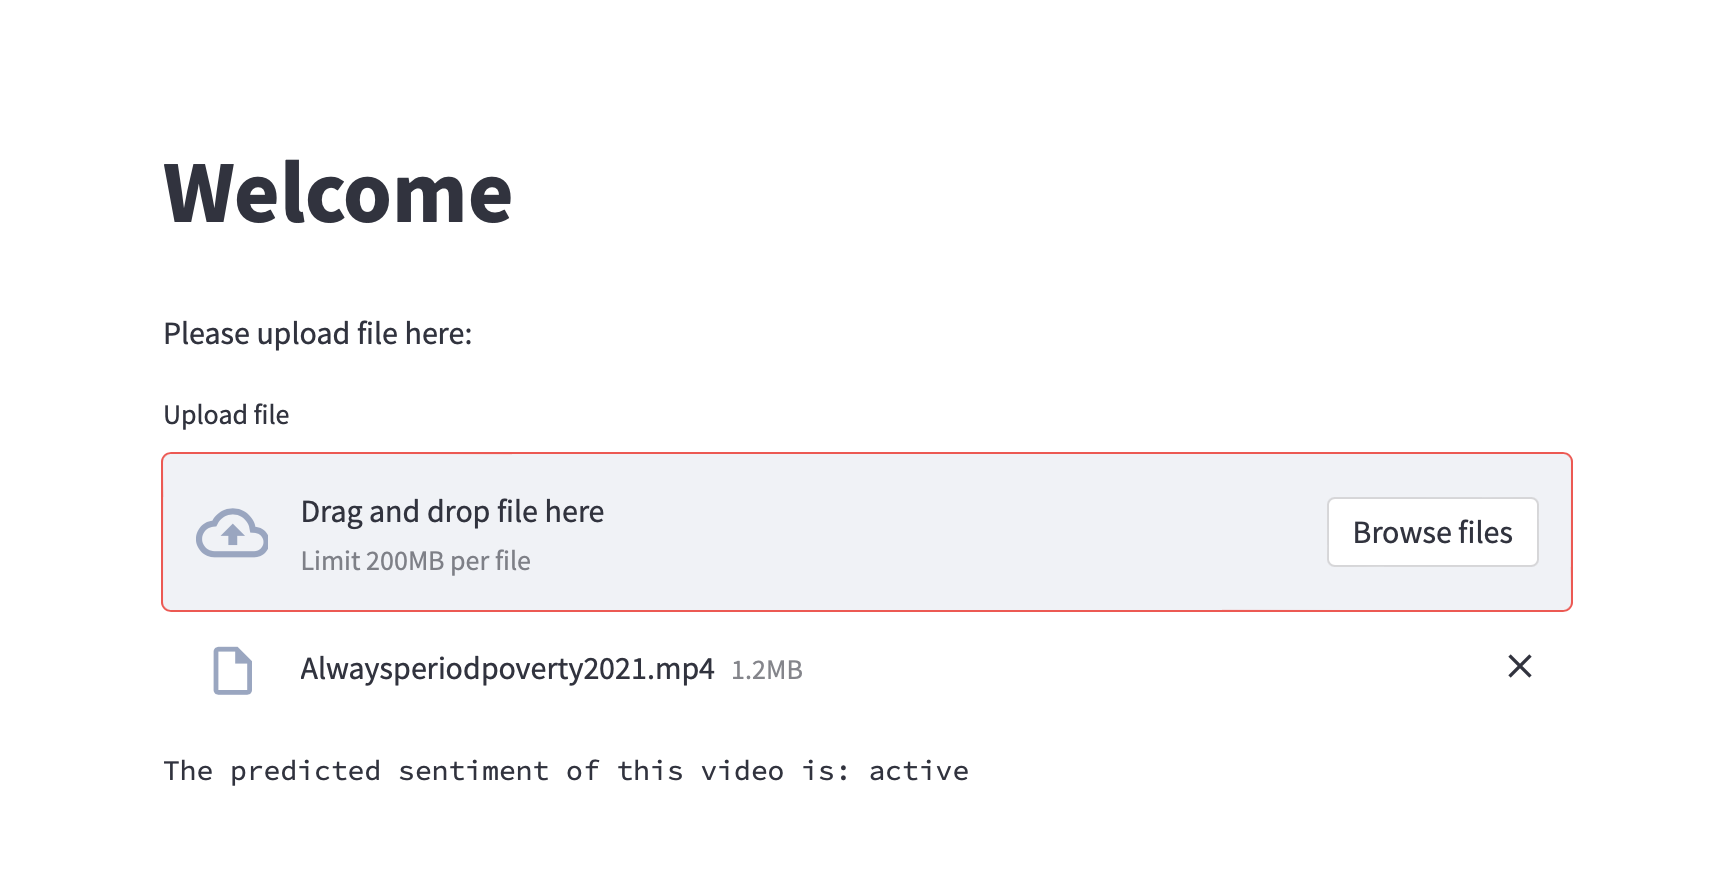 Welcome
Please upload file here:
Upload file
Drag and drop file here
Limit 200MB per file
Browse files
Alwaysperiodpoverty2021.mp4 1.2MB
The predicted sentiment of this video is: active